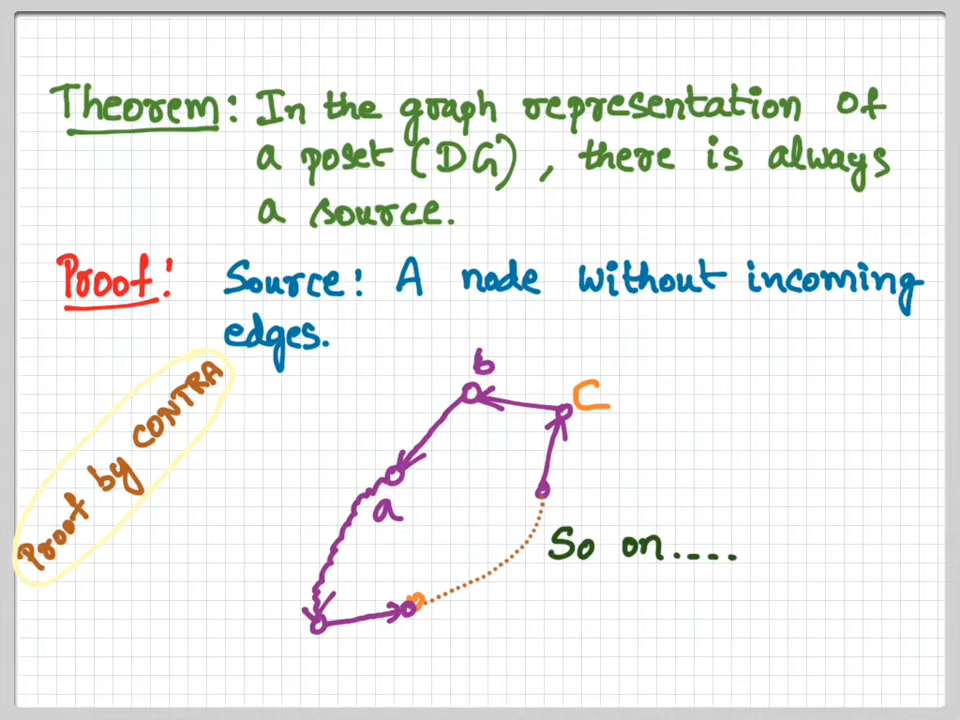 Theorem: In the graph representation of
a poset (DG), there is always
a source.
Proof: Source: A node without incoming
edges.
Proof by CONTRA
b
C
a
So on....